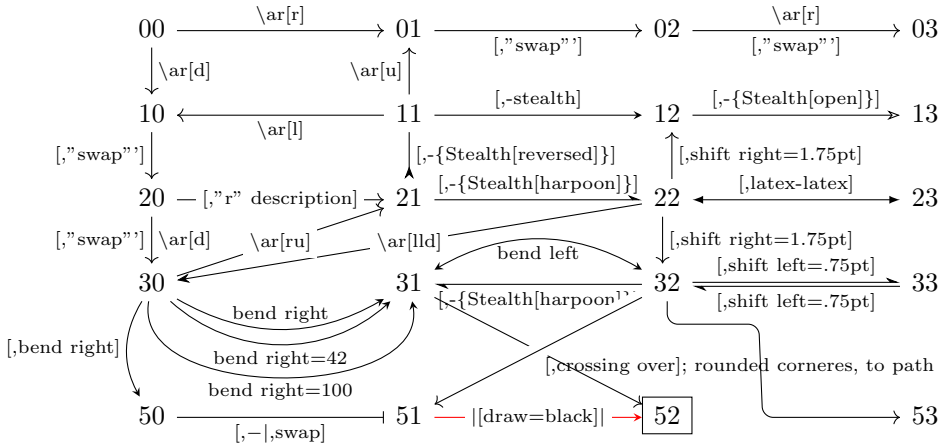 \ar[r] \ar[r]
00 01 02 03
[,”swap”’] [,”swap”’]
\ar[d] \ar[u]
10 11 12 13
\ar[l] [,-stealth] [,-{Stealth[open]}]
[,”swap”’] [,-{Stealth[reversed]}] [,shift right=1.75pt]
[,-{Stealth[harpoon]}] [,latex-latex]
20 [,”r” description] 21 22 23
[,”swap”’] \ar[d] \ar[ru] \ar[lld] [,shift right=1.75pt]
bend left [,shift left=.75pt]
30 31 32 33
[,-{Stealth[harpoon]}] [,shift left=.75pt]
bend right
[,bend right] bend right=42 [,crossing over]; rounded corneres, to path
bend right=100
50 51 |[draw=black]| 52 53
[,−|,swap]